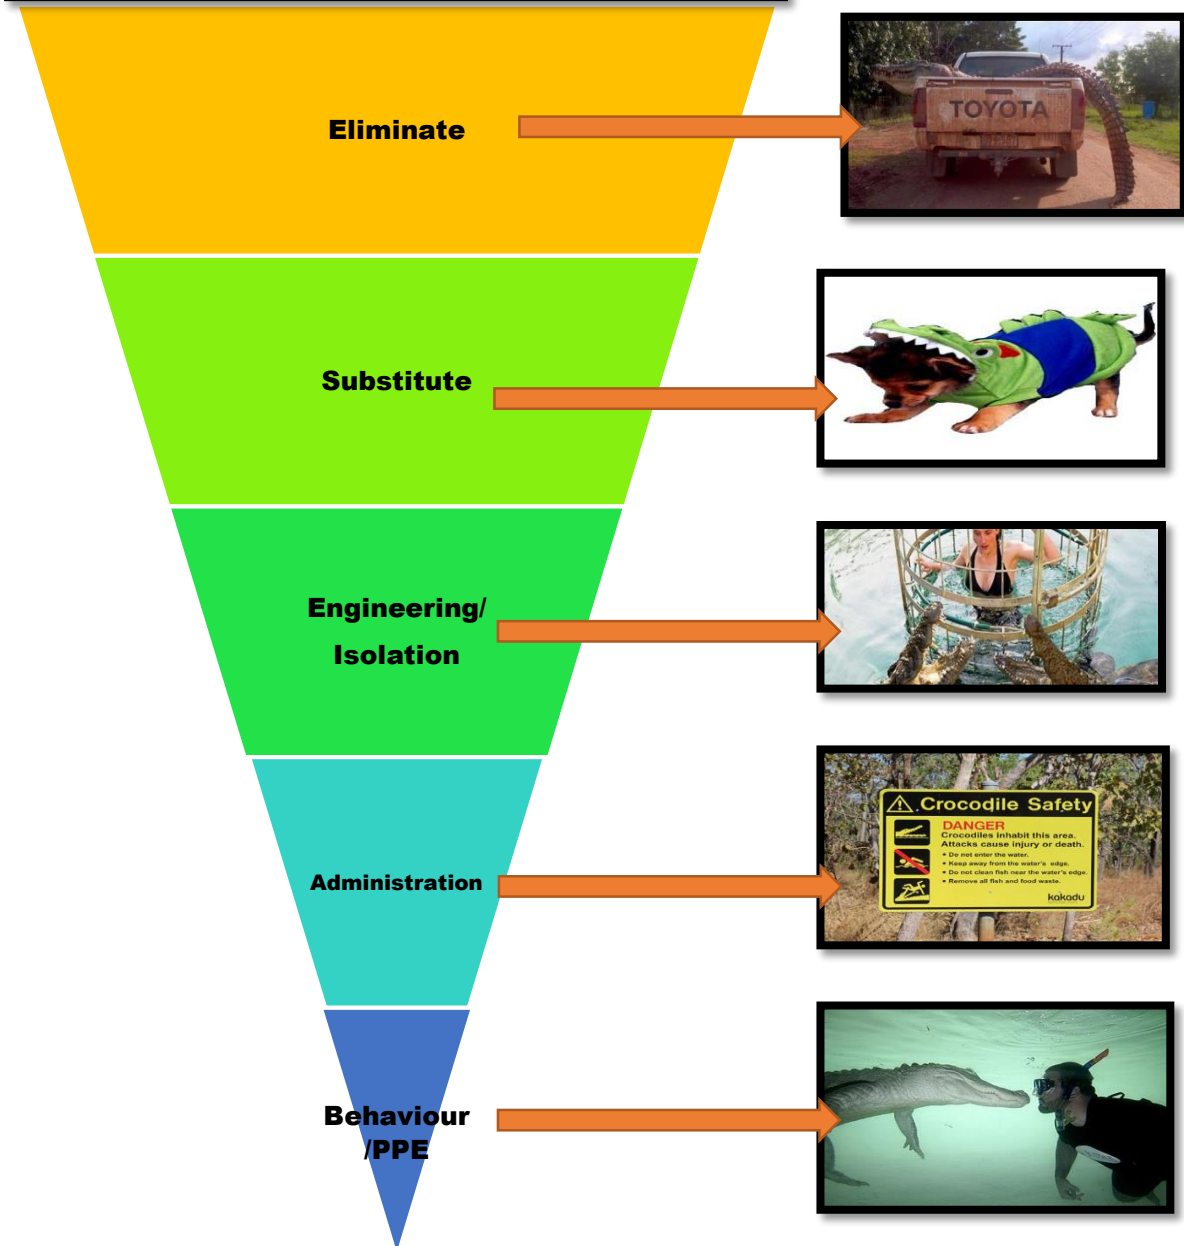 Eliminate
TOYOTA
Substitute
Engineering/
Isolation
Crocodile Safety
DANGER
Crocodiles inhabit this area.
Attacks cause injury or death.
• Do not enter the water.
• Keep away from the water's edge.
• Do not clean fish near the water's edge.
• Remove all fish and food waste.
kakadu
Administration
Behaviour
/PPE